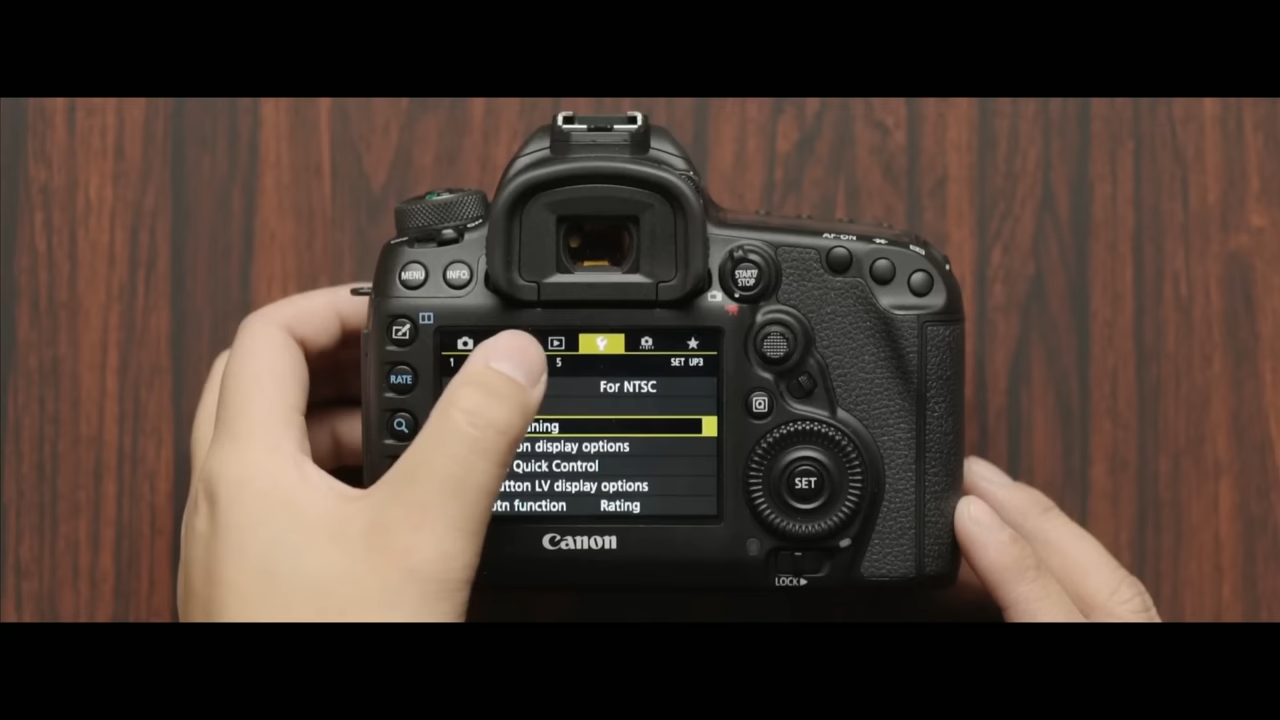 AF-ON
MENU
INFO.
START/
STOP
1
5
SET UP3
RATE
For NTSC
Q
ning
on display options
Quick Control
utton LV display options
SET
tn function Rating
Canon
LOCK